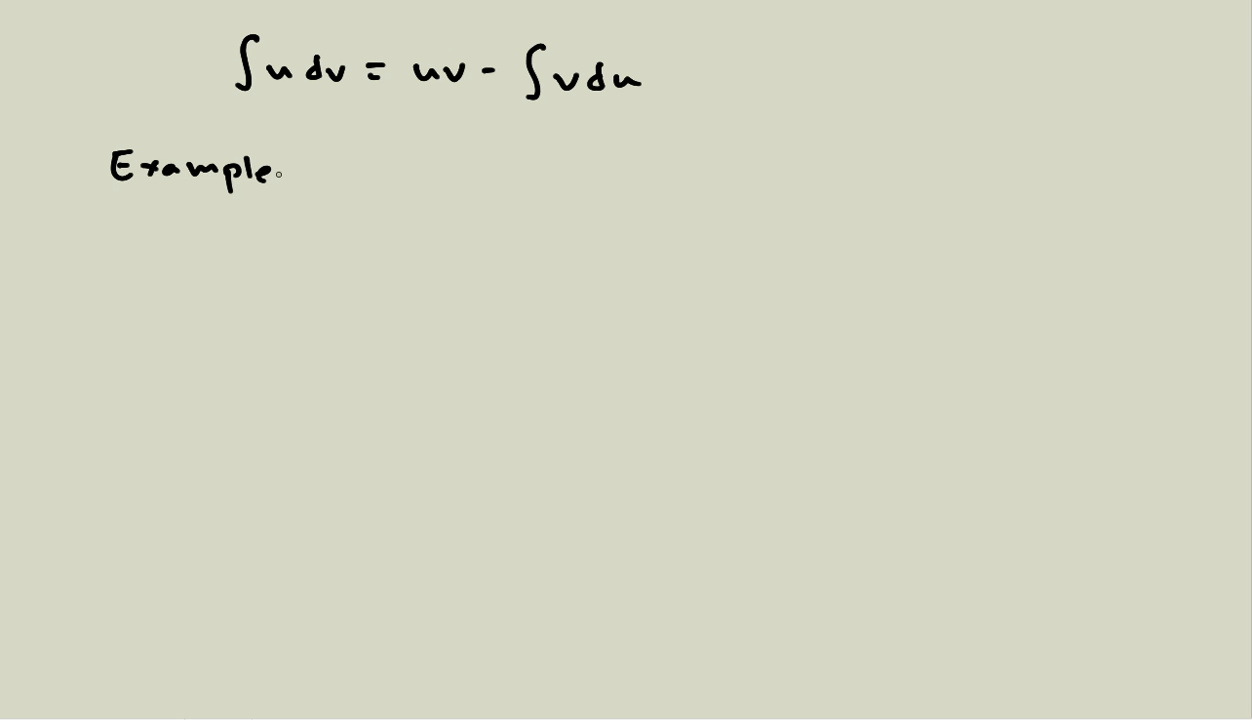 ∫u dv = uv - ∫v du
Example.